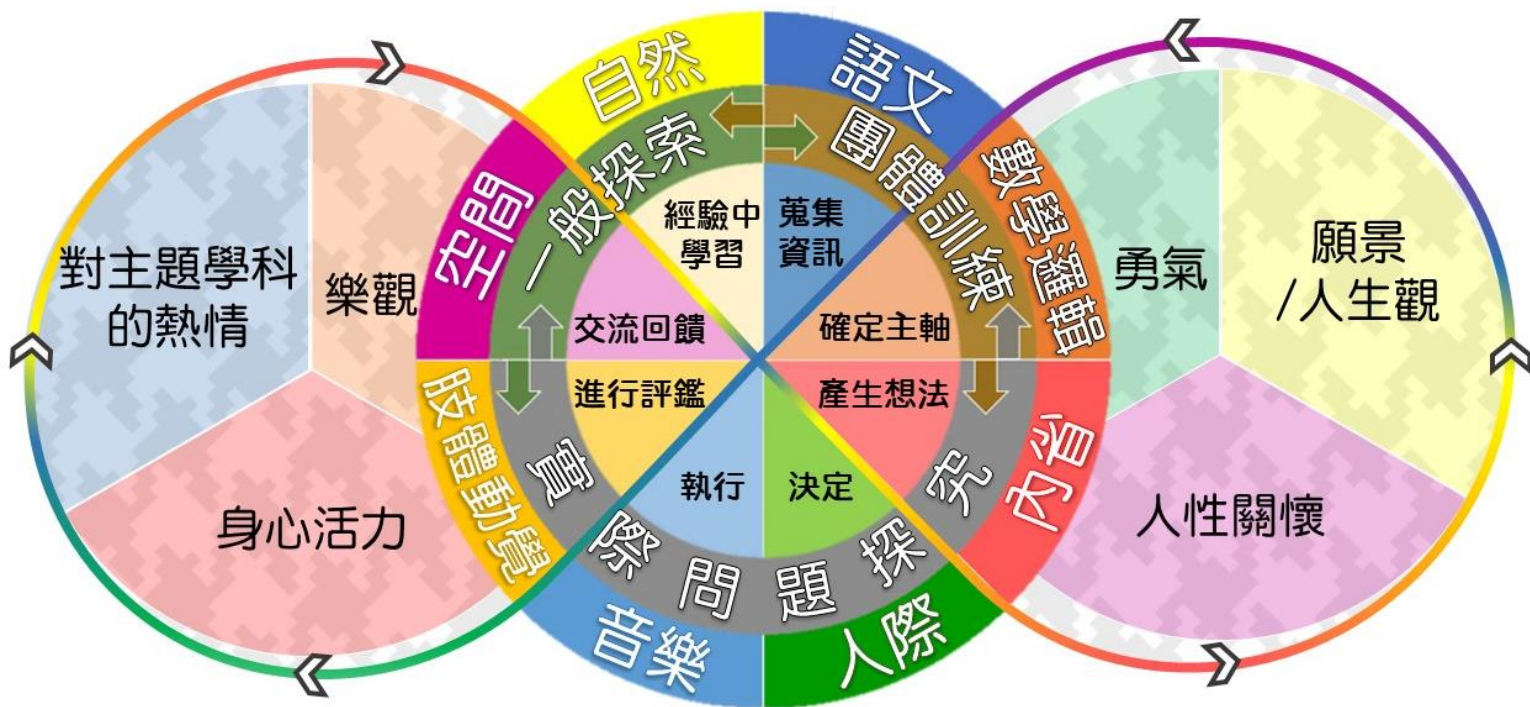 對主題學科
的熱情
樂觀
身心活力
自然
語文
數學邏輯
內省
人際
音樂
肢體動覺
空間
一般探索
團體訓練
實際問題探究
經驗中
學習
蒐集
資訊
確定主軸
產生想法
決定
執行
進行評鑑
交流回饋
勇氣
願景
/人生觀
人性關懷